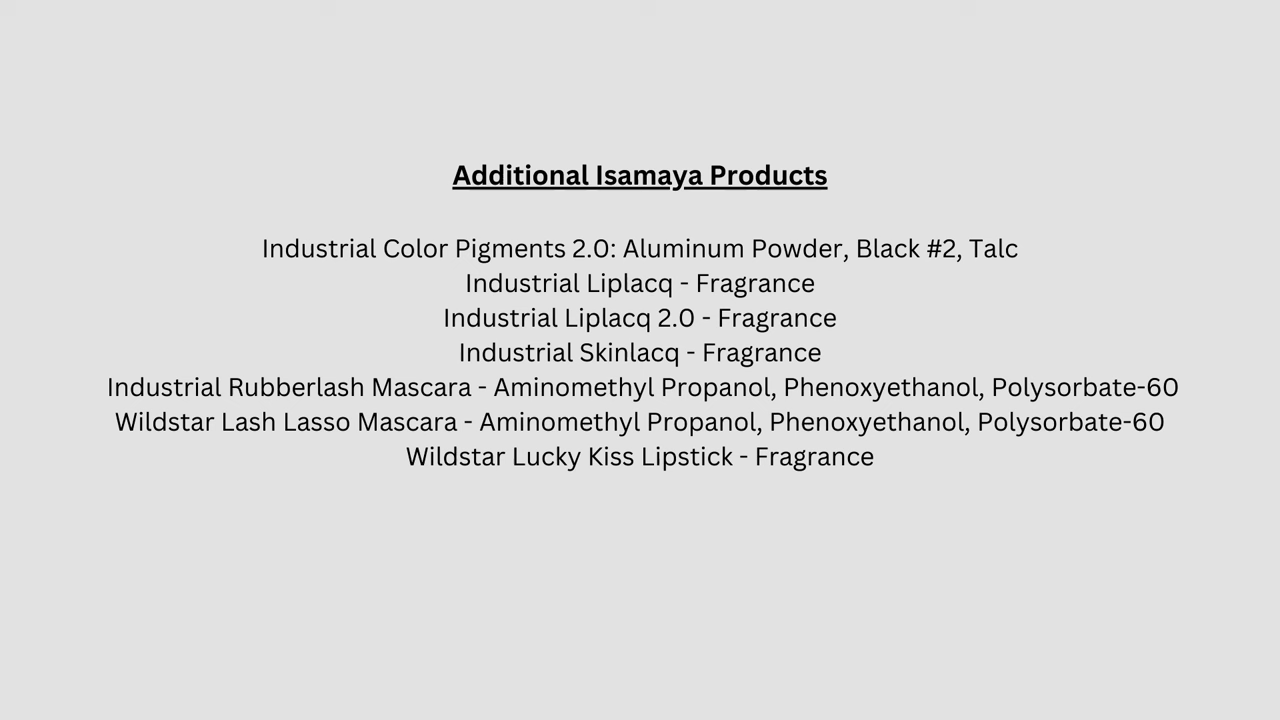 Additional Isamaya Products
Industrial Color Pigments 2.0: Aluminum Powder, Black #2, Talc
Industrial Liplacq - Fragrance
Industrial Liplacq 2.0 - Fragrance
Industrial Skinlacq - Fragrance
Industrial Rubberlash Mascara - Aminomethyl Propanol, Phenoxyethanol, Polysorbate-60
Wildstar Lash Lasso Mascara - Aminomethyl Propanol, Phenoxyethanol, Polysorbate-60
Wildstar Lucky Kiss Lipstick - Fragrance